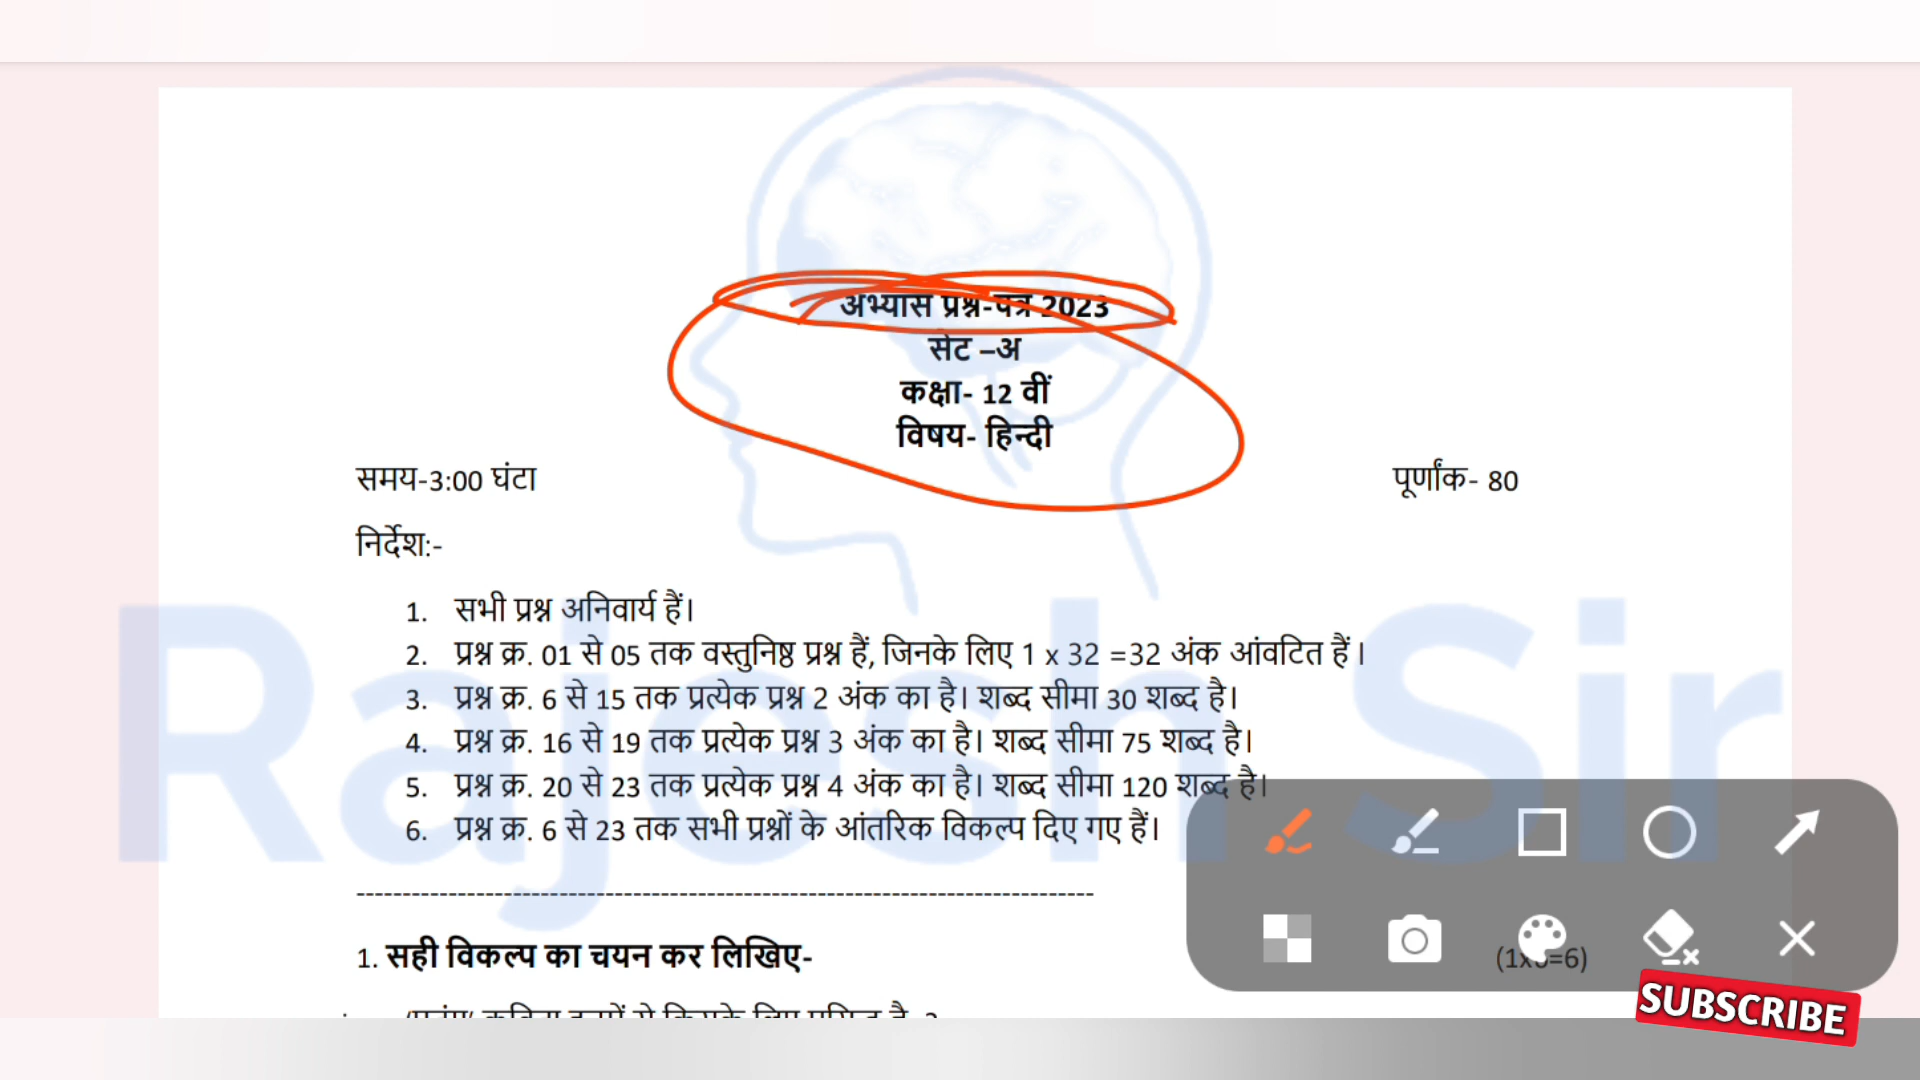 अभ्यास प्रश्न-पत्र 2023
सेट –अ
कक्षा- 12 वीं
विषय- हिन्दी
समय-3:00 घंटा
पूर्णांक- 80
निर्देश:-
1. सभी प्रश्न अनिवार्य हैं।
2. प्रश्न क्र. 01 से 05 तक वस्तुनिष्ठ प्रश्न हैं, जिनके लिए 1 x 32 =32 अंक आंवटित हैं।
3. प्रश्न क्र. 6 से 15 तक प्रत्येक प्रश्न 2 अंक का है। शब्द सीमा 30 शब्द है।
4. प्रश्न क्र. 16 से 19 तक प्रत्येक प्रश्न 3 अंक का है। शब्द सीमा 75 शब्द है।
5. प्रश्न क्र. 20 से 23 तक प्रत्येक प्रश्न 4 अंक का है। शब्द सीमा 120 शब्द है।
6. प्रश्न क्र. 6 से 23 तक सभी प्रश्नों के आंतरिक विकल्प दिए गए हैं।
Rajesh Sir
1. सही विकल्प का चयन कर लिखिए-
(1x6=6)
SUBSCRIBE